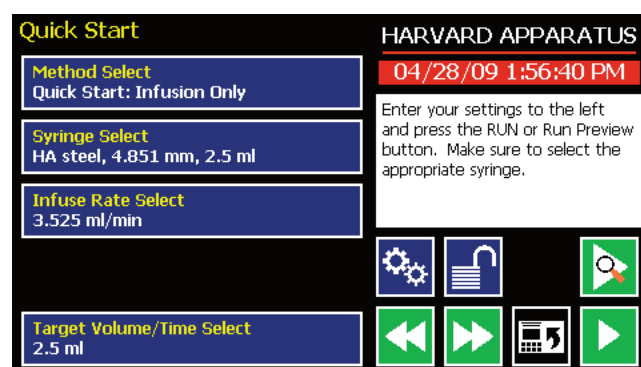 Quick Start
Method Select
Quick Start: Infusion Only
Syringe Select
HA steel, 4.851 mm, 2.5 ml
Infuse Rate Select
3.525 ml/min
Target Volume/Time Select
2.5 ml
HARVARD APPARATUS
04/28/09 1:56:40 PM
Enter your settings to the left
and press the RUN or Run Preview
button. Make sure to select the
appropriate syringe.